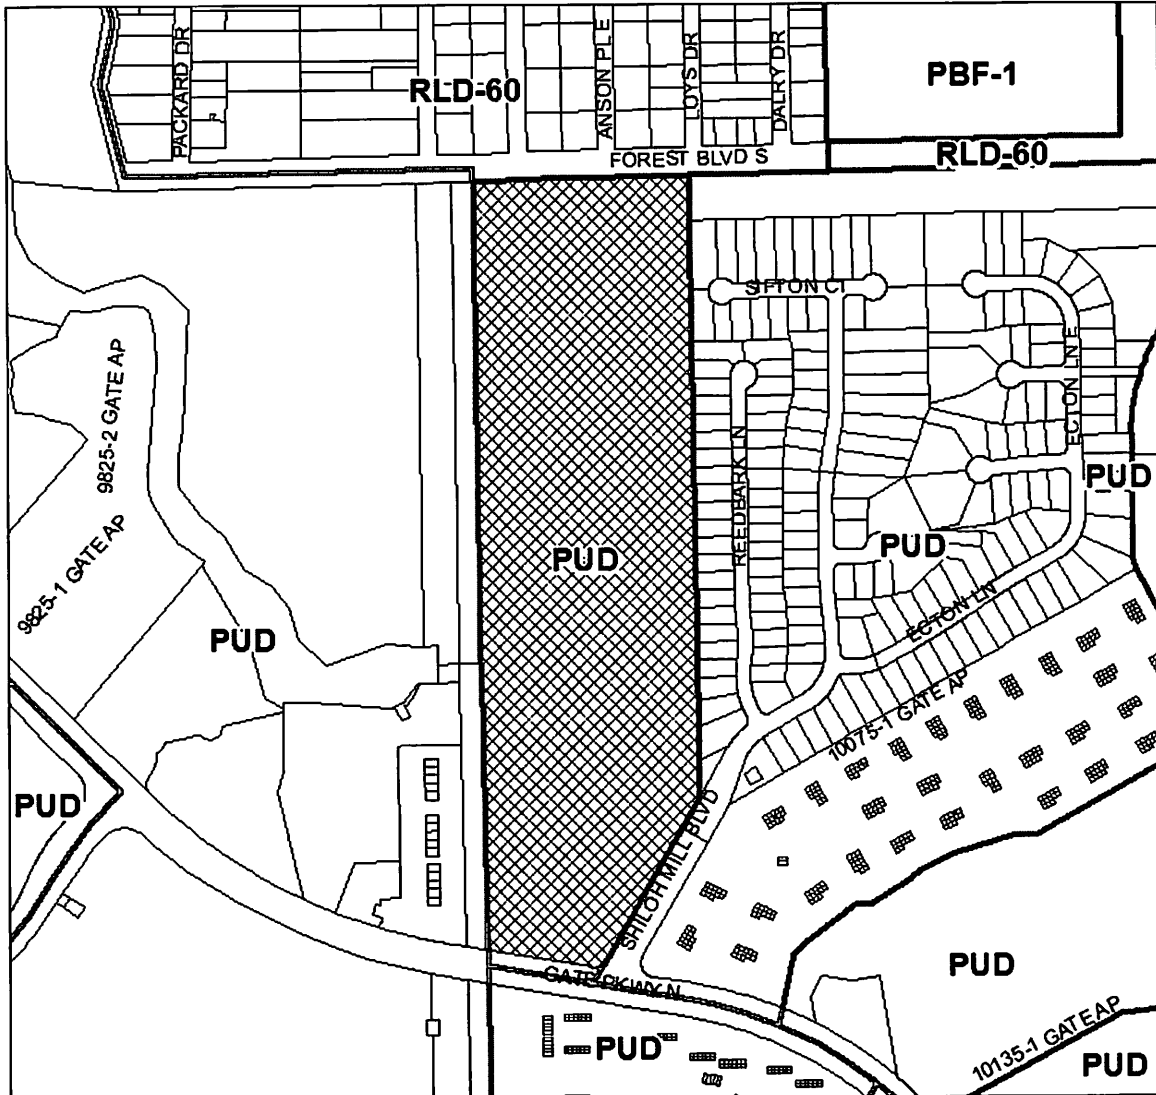 PACKARD DR
RLD-60
ANSON PL E
LOYS DR
DALRY DR
PBF-1
FOREST BLVD S
RLD-60
SIFTON CT
ECTON LN E
9825-2 GATE AP
9825-1 GATE AP
REEDBARK LN
PUD
PUD
PUD
PUD
ECTON LN
10075-1 GATE AP
PUD
SHILOH MILL BLVD
GATE PKWY N
PUD
PUD
10135-1 GATE AP
PUD